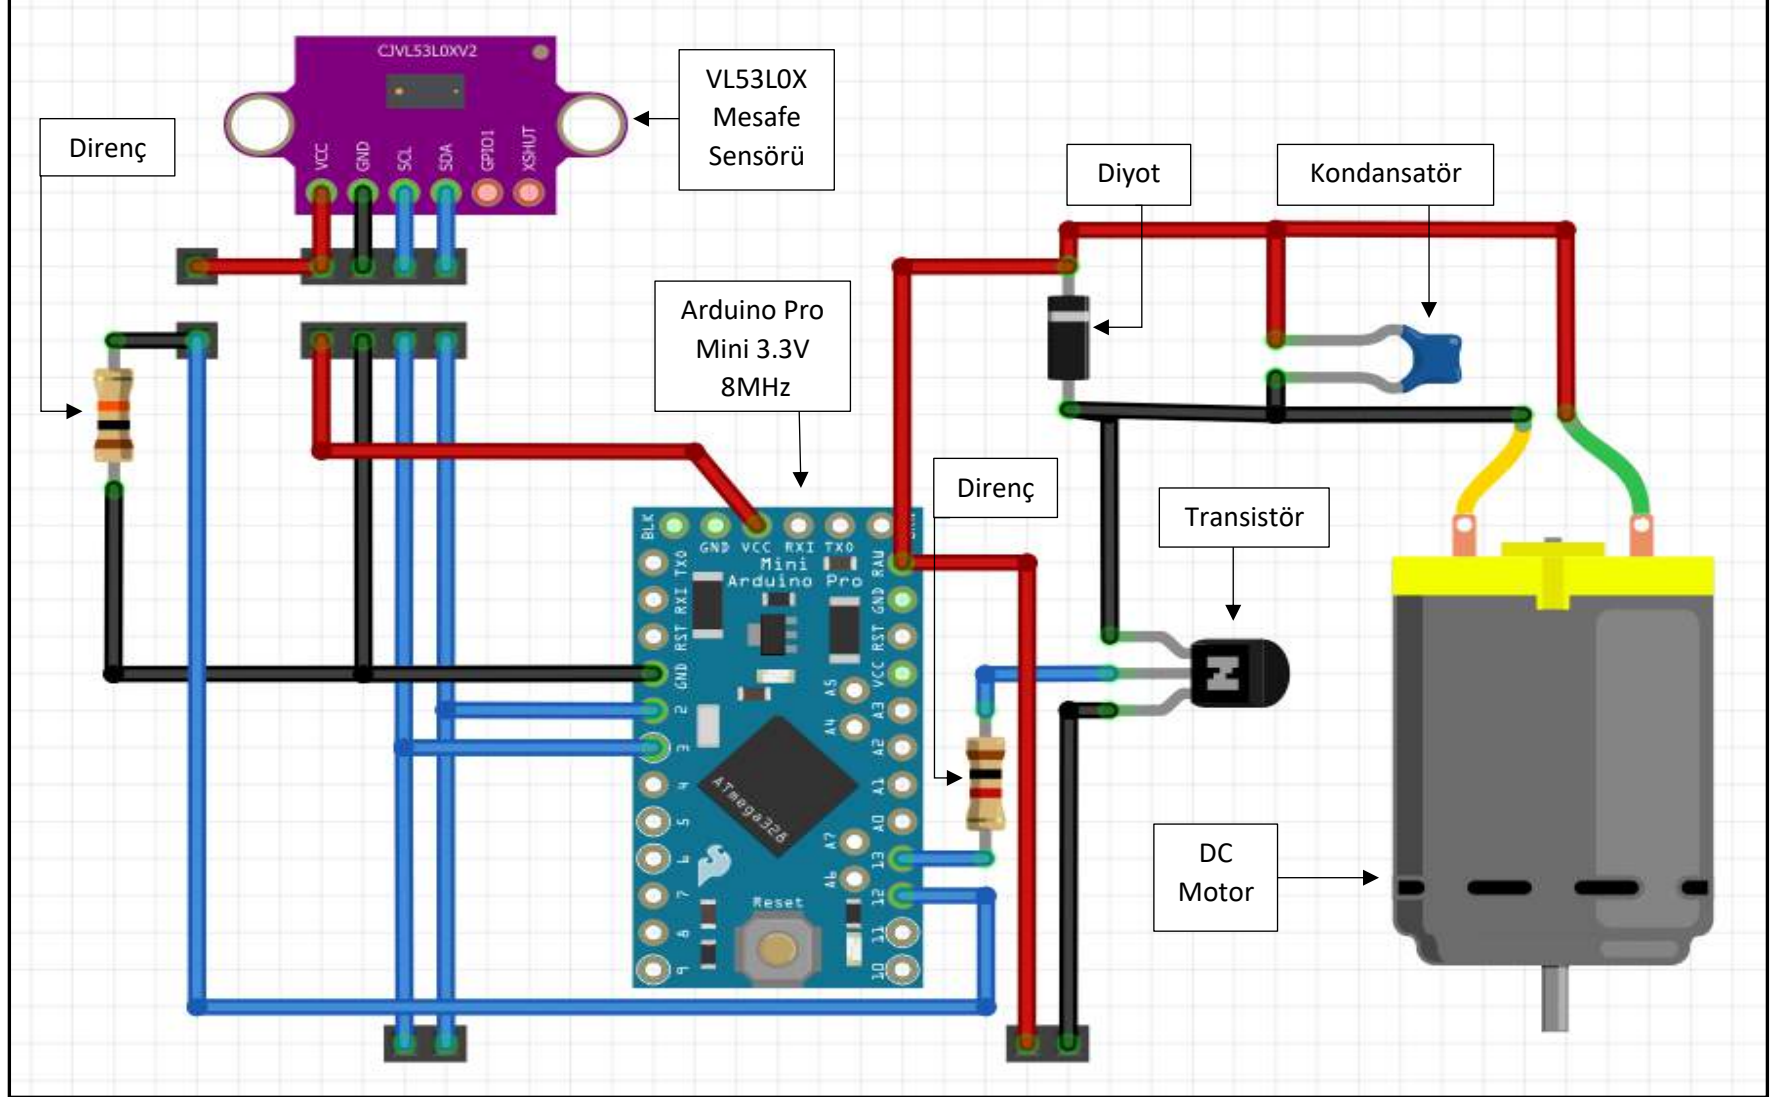 CJVL53L0XV2
VCC
GND
SCL
SDA
GPIO1
XSHUT
VL53L0X
Mesafe
Sensörü
Direnç
Diyot
Kondansatör
Arduino Pro
Mini 3.3V
8MHz
Direnç
Transistör
DC
Motor
BLK
GND VCC RXI TXO
Mini
Arduino Pro
TXO
RXI
RST
GND
2
3
4
5
6
7
8
9
RAW
GND
RST
VCC
A3
A2
A1
A0
13
12
11
10
A5
A4
A7
A6
ATmega328
Reset
N